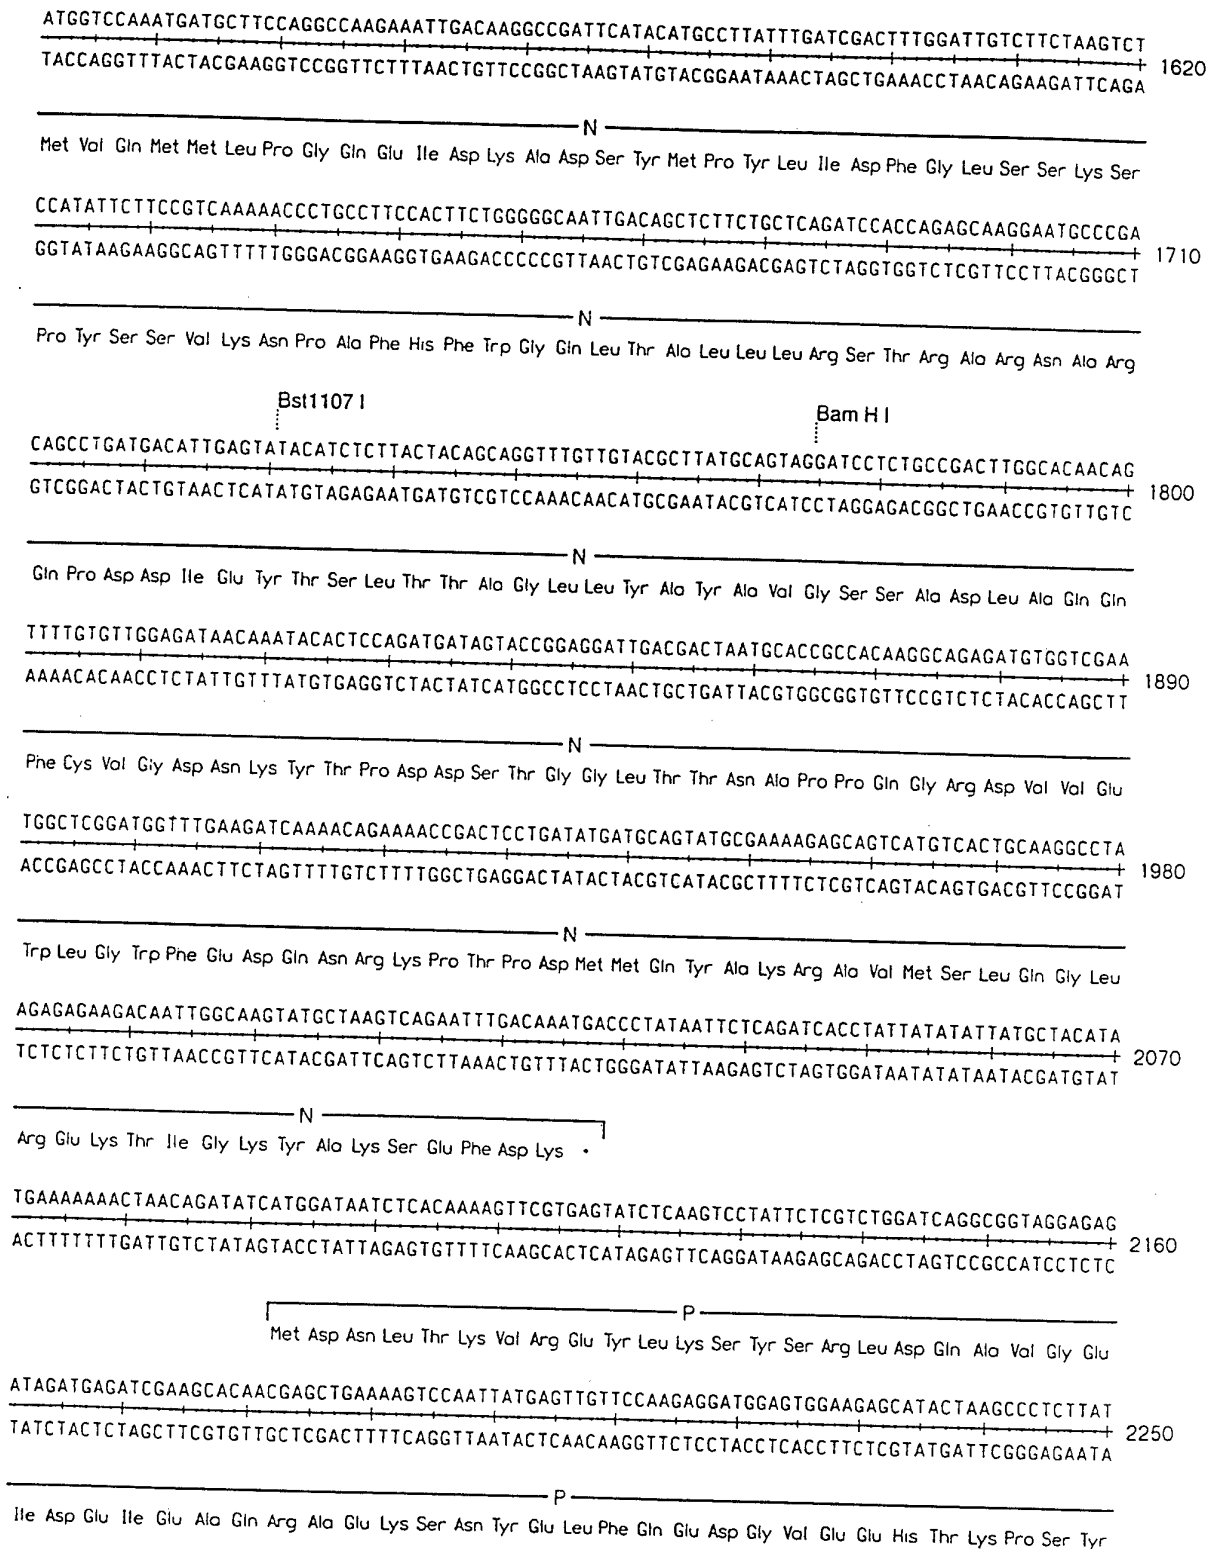 ATGGTCCAAATGATGCTTCCAGGCCAAGAAATTGACAAGGCCGATTCATACATGCCTTATTTGATCGACTTTGGATTGTCTTCTAAGTCT
1620
TACCAGGTTTACTACGAAGGTCCGGTTCTTTAACTGTTCCGGCTAAGTATGTACGGAATAAACTAGCTGAAACCTAACAGAAGATTCAGA
N
Met Val Gln Met Met Leu Pro Gly Gln Glu Ile Asp Lys Ala Asp Ser Tyr Met Pro Tyr Leu Ile Asp Phe Gly Leu Ser Ser Lys Ser
CCATATTCTTCCGTCAAAAACCCTGCCTTCCACTTCTGGGGGCAATTGACAGCTCTTCTGCTCAGATCCACCAGAGCAAGGAATGCCCGA
1710
GGTATAAGAAGGCAGTTTTTGGGACGGAAGGTGAAGACCCCCGTTAACTGTCGAGAAGACGAGTCTAGGTGGTCTCGTTCCTTACGGGCT
N
Pro Tyr Ser Ser Val Lys Asn Pro Ala Phe His Phe Trp Gly Gln Leu Thr Ala Leu Leu Leu Arg Ser Thr Arg Ala Arg Asn Ala Arg
Bst1107 I
Bam H I
CAGCCTGATGACATTGAGTATACATCTCTTACTACAGCAGGTTTGTTGTACGCTTATGCAGTAGGATCCTCTGCCGACTTGGCACAACAG
1800
GTCGGACTACTGTAACTCATATGTAGAGAATGATGTCGTCCAAACAACATGCGAATACGTCATCCTAGGAGACGGCTGAACCGTGTTGTC
N
Gln Pro Asp Asp Ile Glu Tyr Thr Ser Leu Thr Thr Ala Gly Leu Leu Tyr Ala Tyr Ala Val Gly Ser Ser Ala Asp Leu Ala Gln Gln
TTTTGTGTTGGAGATAACAAATACACTCCAGATGATAGTACCGGAGGATTGACGACTAATGCACCGCCACAAGGCAGAGATGTGGTCGAA
1890
AAAACACAACCTCTATTGTTTATGTGAGGTCTACTATCATGGCCTCCTAACTGCTGATTACGTGGCGGTGTTCCGTCTCTACACCAGCTT
N
Phe Cys Val Gly Asp Asn Lys Tyr Thr Pro Asp Asp Ser Thr Gly Gly Leu Thr Thr Asn Ala Pro Pro Gln Gly Arg Asp Val Val Glu
TGGCTCGGATGGTTTGAAGATCAAAACAGAAAACCGACTCCTGATATGATGCAGTATGCGAAAAGAGCAGTCATGTCACTGCAAGGCCTA
1980
ACCGAGCCTACCAAACTTCTAGTTTTGTCTTTTGGCTGAGGACTATACTACGTCATACGCTTTTCTCGTCAGTACAGTGACGTTCCGGAT
N
Trp Leu Gly Trp Phe Glu Asp Gln Asn Arg Lys Pro Thr Pro Asp Met Met Gln Tyr Ala Lys Arg Ala Val Met Ser Leu Gln Gly Leu
AGAGAGAAGACAATTGGCAAGTATGCTAAGTCAGAATTTGACAAATGACCCTATAATTCTCAGATCACCTATTATATATTATGCTACATA
2070
TCTCTCTTCTGTTAACCGTTCATACGATTCAGTCTTAAACTGTTTACTGGGATATTAAGAGTCTAGTGGATAATATATAATACGATGTAT
N
Arg Glu Lys Thr Ile Gly Lys Tyr Ala Lys Ser Glu Phe Asp Lys ·
TGAAAAAAACTAACAGATATCATGGATAATCTCACAAAAGTTCGTGAGTATCTCAAGTCCTATTCTCGTCTGGATCAGGCGGTAGGAGAG
2160
ACTTTTTTTGATTGTCTATAGTACCTATTAGAGTGTTTTCAAGCACTCATAGAGTTCAGGATAAGAGCAGACCTAGTCCGCCATCCTCTC
P
Met Asp Asn Leu Thr Lys Val Arg Glu Tyr Leu Lys Ser Tyr Ser Arg Leu Asp Gln Ala Val Gly Glu
ATAGATGAGATCGAAGCACAACGAGCTGAAAAGTCCAATTATGAGTTGTTCCAAGAGGATGGAGTGGAAGAGCATACTAAGCCCTCTTAT
2250
TATCTACTCTAGCTTCGTGTTGCTCGACTTTTCAGGTTAATACTCAACAAGGTTCTCCTACCTCACCTTCTCGTATGATTCGGGAGAATA
P
Ile Asp Glu Ile Glu Ala Gln Arg Ala Glu Lys Ser Asn Tyr Glu Leu Phe Gln Glu Asp Gly Val Glu Glu His Thr Lys Pro Ser Tyr